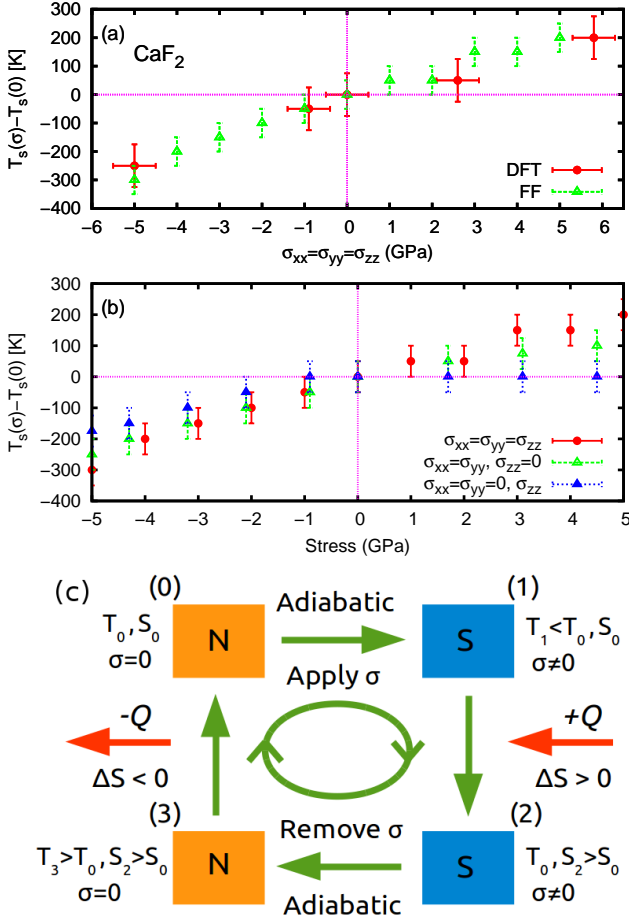 (a)
CaF₂
Tₛ(σ)−Tₛ(0) [K]
300
200
100
0
−100
−200
−300
−400
DFT
FF
−6 −5 −4 −3 −2 −1 0 1 2 3 4 5 6
σxx=σyy=σzz (GPa)
(b)
Tₛ(σ)−Tₛ(0) [K]
300
200
100
0
−100
−200
−300
−400
σxx=σyy=σzz
σxx=σyy, σzz=0
σxx=σyy=0, σzz
−5 −4 −3 −2 −1 0 1 2 3 4 5
Stress (GPa)
(c)
(0)
T₀, S₀
σ=0
N
Adiabatic
Apply σ
(1)
S
T₁<T₀, S₀
σ≠0
-Q
ΔS < 0
+Q
ΔS > 0
(3)
T₃>T₀, S₂>S₀
σ=0
N
Remove σ
Adiabatic
(2)
S
T₀, S₂>S₀
σ≠0